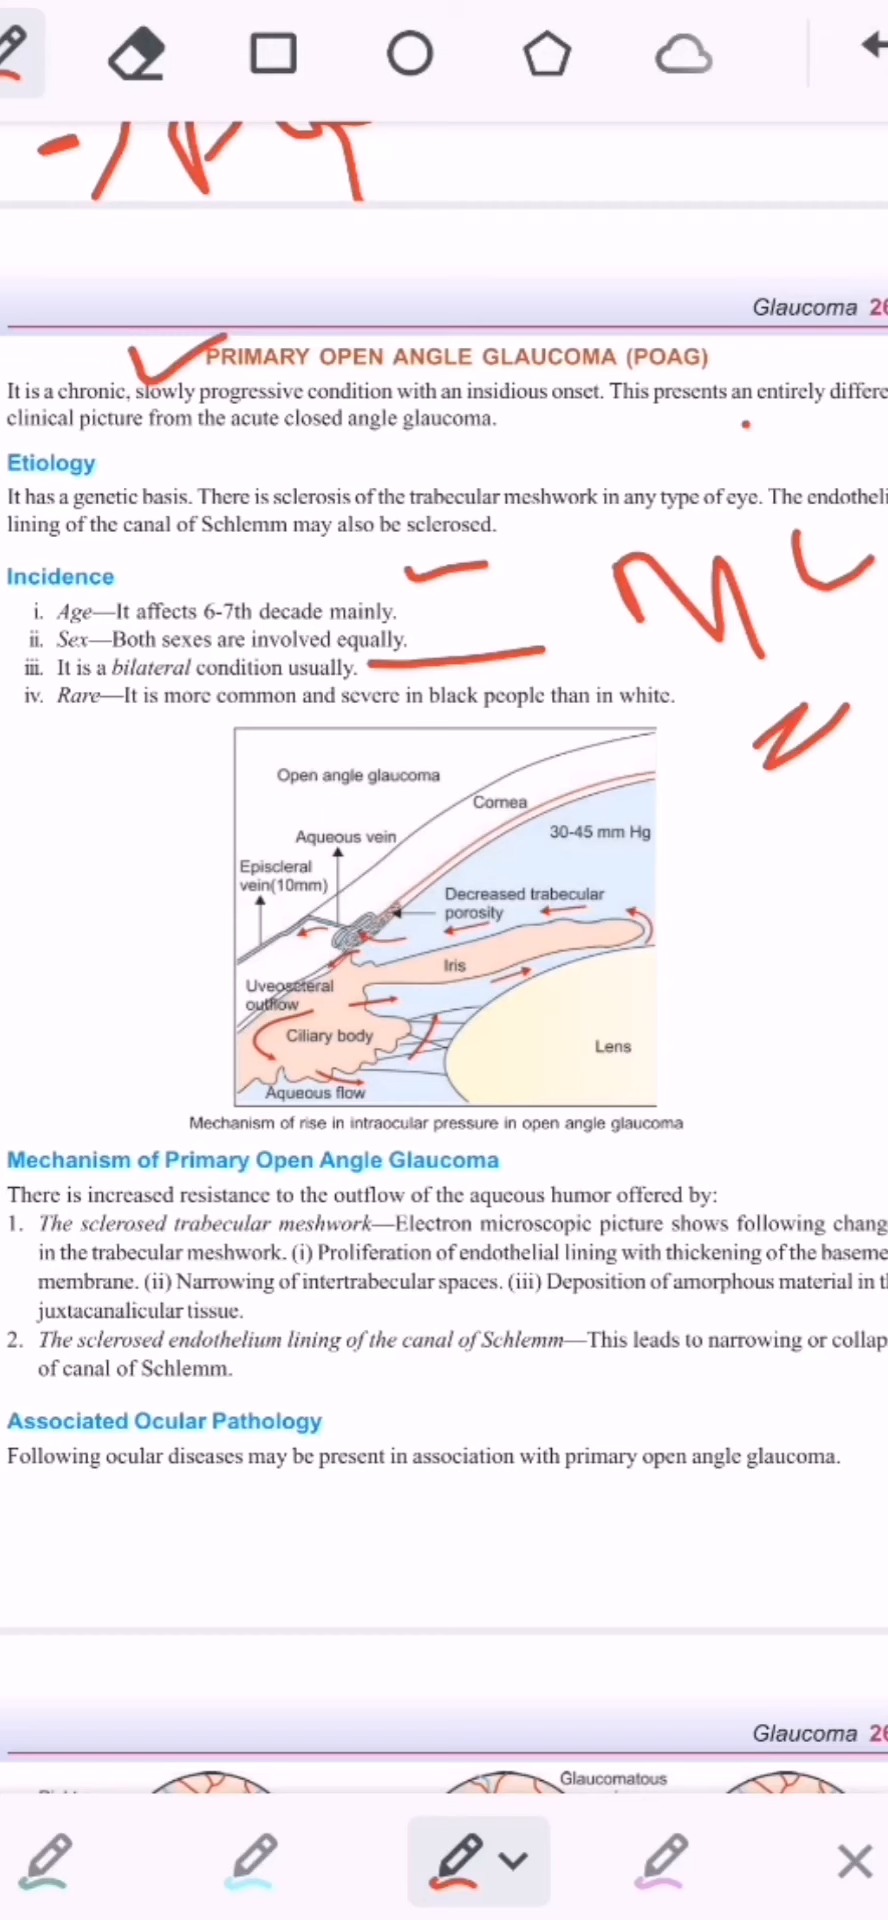 Glaucoma 26
PRIMARY OPEN ANGLE GLAUCOMA (POAG)
It is a chronic, slowly progressive condition with an insidious onset. This presents an entirely differe
clinical picture from the acute closed angle glaucoma.
Etiology
It has a genetic basis. There is sclerosis of the trabecular meshwork in any type of eye. The endotheli
lining of the canal of Schlemm may also be sclerosed.
Incidence
i. Age—It affects 6-7th decade mainly.
ii. Sex—Both sexes are involved equally.
iii. It is a bilateral condition usually.
iv. Rare—It is more common and severe in black people than in white.
Open angle glaucoma
Cornea
30-45 mm Hg
Aqueous vein
Episcleral
vein(10mm)
Decreased trabecular
porosity
Iris
Uveoscteral
outflow
Ciliary body
Lens
Aqueous flow
Mechanism of rise in intraocular pressure in open angle glaucoma
Mechanism of Primary Open Angle Glaucoma
There is increased resistance to the outflow of the aqueous humor offered by:
1. The sclerosed trabecular meshwork—Electron microscopic picture shows following chang
in the trabecular meshwork. (i) Proliferation of endothelial lining with thickening of the baseme
membrane. (ii) Narrowing of intertrabecular spaces. (iii) Deposition of amorphous material in th
juxtacanalicular tissue.
2. The sclerosed endothelium lining of the canal of Schlemm—This leads to narrowing or collap
of canal of Schlemm.
Associated Ocular Pathology
Following ocular diseases may be present in association with primary open angle glaucoma.
Glaucoma 26
Glaucomatous